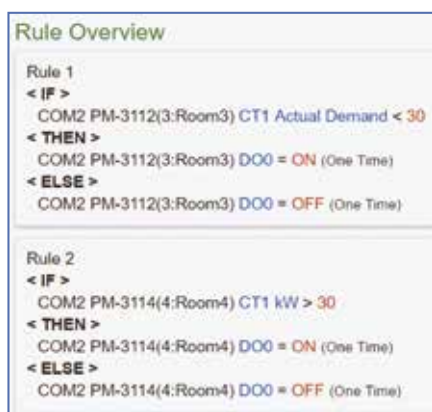 Rule Overview
Rule 1
< IF >
COM2 PM-3112(3:Room3) CT1 Actual Demand < 30
< THEN >
COM2 PM-3112(3:Room3) DO0 = ON (One Time)
< ELSE >
COM2 PM-3112(3:Room3) DO0 = OFF (One Time)
Rule 2
< IF >
COM2 PM-3114(4:Room4) CT1 kW > 30
< THEN >
COM2 PM-3114(4:Room4) DO0 = ON (One Time)
< ELSE >
COM2 PM-3114(4:Room4) DO0 = OFF (One Time)